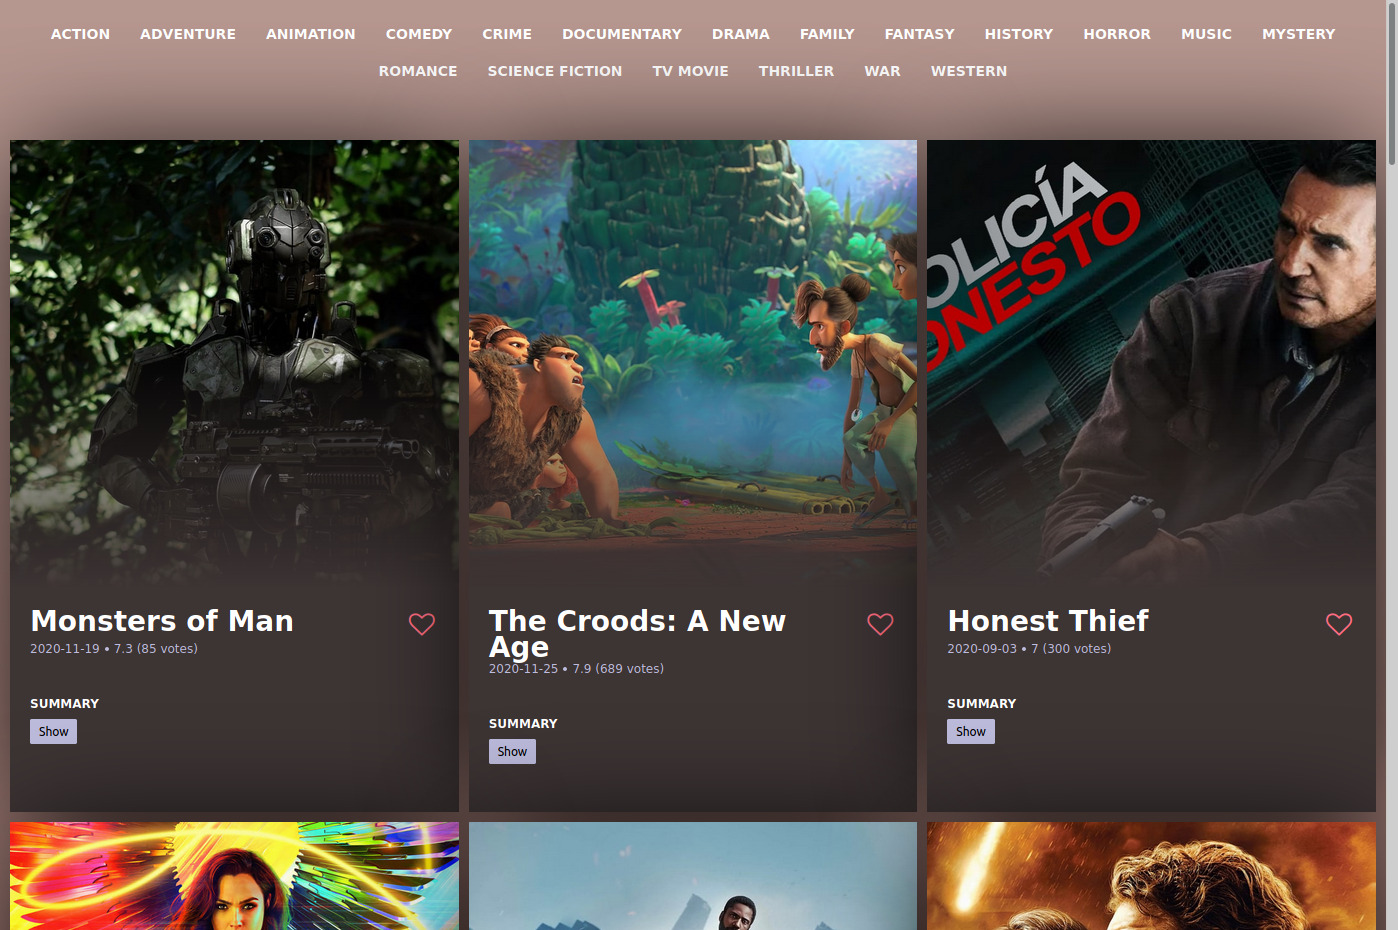 ACTION ADVENTURE ANIMATION COMEDY CRIME DOCUMENTARY DRAMA FAMILY FANTASY HISTORY HORROR MUSIC MYSTERY
ROMANCE SCIENCE FICTION TV MOVIE THRILLER WAR WESTERN
OLICÍA
ONESTO
Monsters of Man
2020-11-19 • 7.3 (85 votes)
SUMMARY
Show
The Croods: A New
Age
2020-11-25 • 7.9 (689 votes)
SUMMARY
Show
Honest Thief
2020-09-03 • 7 (300 votes)
SUMMARY
Show